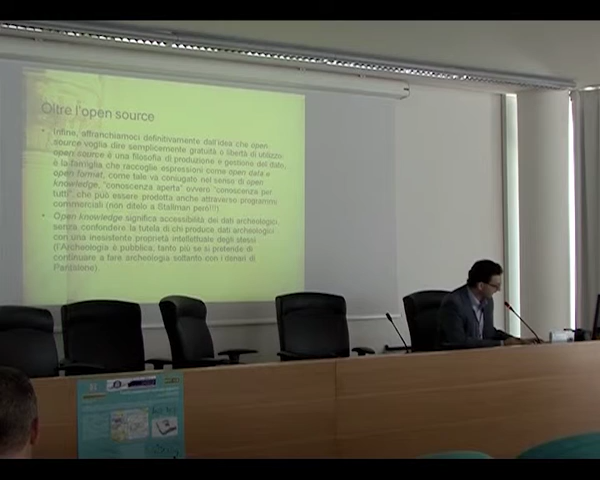 Oltre l'open source
• Infine, affranchiamoci definitivamente dall'idea che open
source voglia dire semplicemente gratuità o libertà di utilizzo:
open source è una filosofia di produzione e gestione del dato,
è la famiglia che raccoglie espressioni come open data e
open format, come tale va coniugato nel senso di open
knowledge, "conoscenza aperta" ovvero "conoscenza per
tutti", che può essere prodotta anche attraverso programmi
commerciali (non ditelo a Stallman però!!!)
• Open knowledge significa accessibilità dei dati archeologici,
senza confondere la tutela di chi produce dati archeologici
con una inesistente proprietà intellettuale degli stessi
(l'Archeologia è pubblica, tanto più se si pretende di
continuare a fare archeologia soltanto con i denari di
Pantalone).